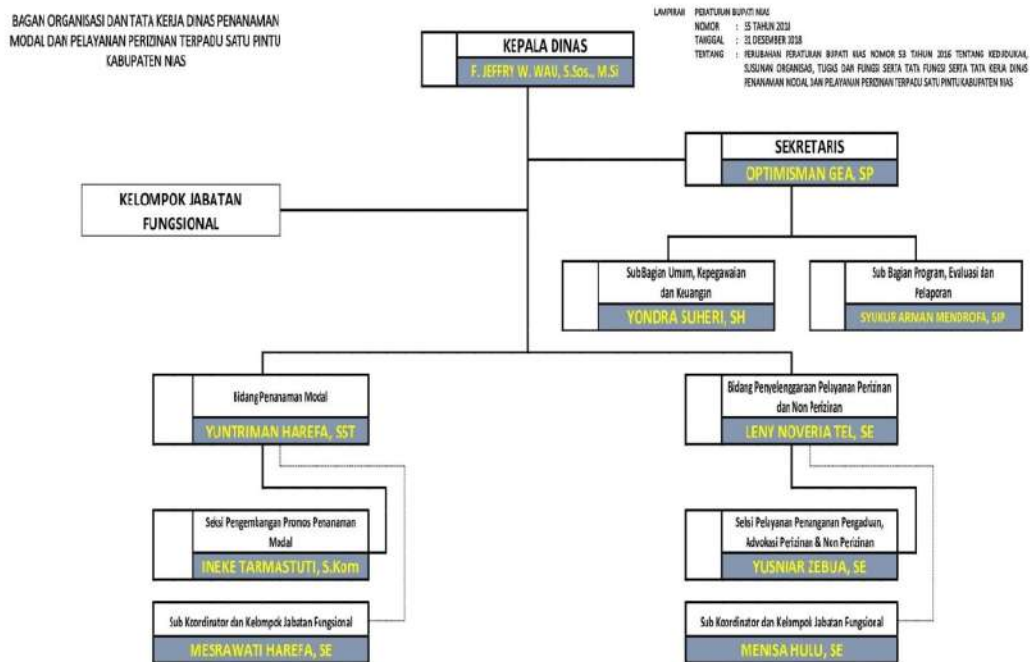 BAGAN ORGANISASI DAN TATA KERJA DINAS PENANAMAN
MODAL DAN PELAYANAN PERIZINAN TERPADU SATU PINTU
KABUPATEN NIAS
LAMPIRAN PERATURAN BUPATI NIAS
NOMOR : 55 TAHUN 2018
TANGGAL : 31 DESEMBER 2018
TENTANG : PERUBAHAN PERATURAN BUPATI NIAS NOMOR 53 TAHUN 2016 TENTANG KEDUDUKAN,
SUSUNAN ORGANISASI, TUGAS DAN FUNGSI SERTA TATA FUNGSI SERTA TATA KERJA DINAS
PENANAMAN MODAL DAN PELAYANAN PERIZINAN TERPADU SATU PINTU KABUPATEN NIAS
KEPALA DINAS
F. JEFFRY W. WAU, S.Sos., M.Si
SEKRETARIS
OPTIMISMAN GEA, SP
KELOMPOK JABATAN
FUNGSIONAL
Sub Bagian Umum, Kepegawaian
dan Keuangan
YONDRA SUHERI, SH
Sub Bagian Program, Evaluasi dan
Pelaporan
SYUKUR ARMAN MENDROFA, SIP
Bidang Penanaman Modal
YUNTRIMAN HAREFA, SST
Bidang Penyelenggaraan Pelayanan Perizinan
dan Non Perizinan
LENY NOVERIA TEL, SE
Seksi Pengembangan Promos Penanaman
Modal
INEKE TARMASTUTI, S.Kom
Seksi Pelayanan Penanganan Pengaduan,
Advokasi Perizinan & Non Perizinan
YUSNIAR ZEBUA, SE
Sub Koordinator dan Kelompok Jabatan Fungsional
MESRAWATI HAREFA, SE
Sub Koordinator dan Kelompok Jabatan Fungsional
MENISA HULU, SE